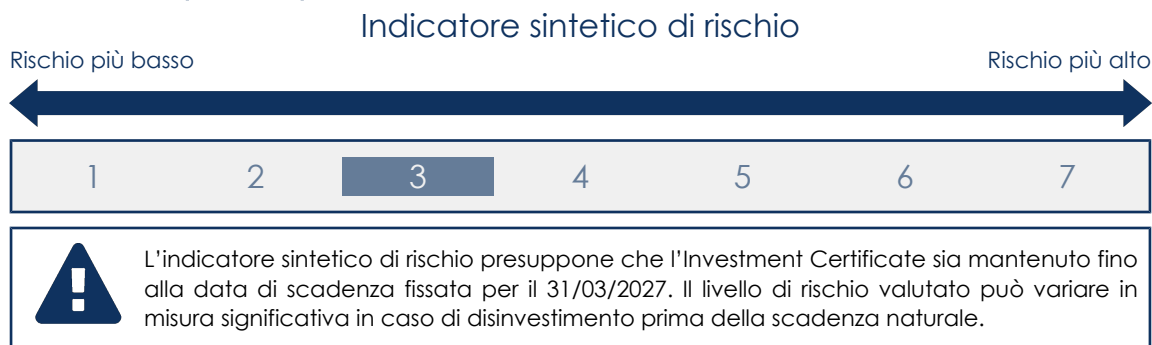 Indicatore sintetico di rischio
Rischio più basso
Rischio più alto
1 2 3 4 5 6 7
L'indicatore sintetico di rischio presuppone che l'Investment Certificate sia mantenuto fino
alla data di scadenza fissata per il 31/03/2027. Il livello di rischio valutato può variare in
misura significativa in caso di disinvestimento prima della scadenza naturale.